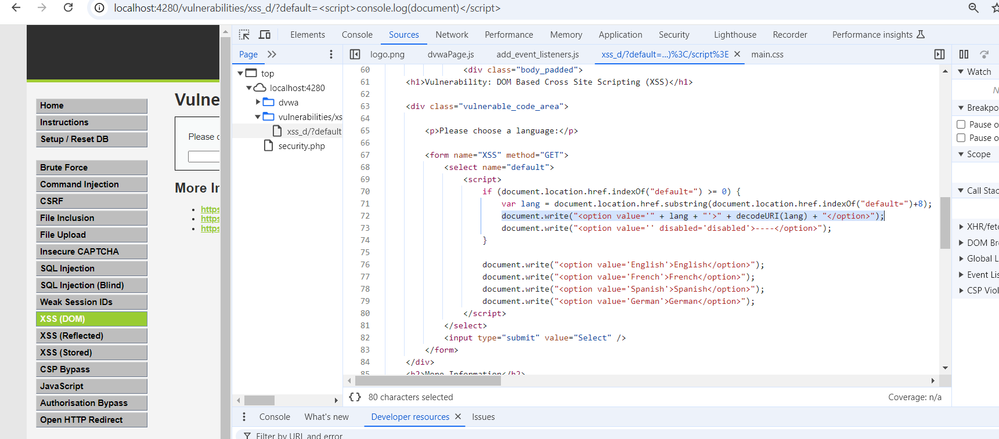 localhost:4280/vulnerabilities/xss_d/?default=<script>console.log(document)</script>
Elements Console Sources Network Performance Memory Application Security Lighthouse Recorder Performance insights
Page
logo.png dvwaPage.js add_event_listeners.js xss_d/?default=...)%3C/script%3E main.css
top
localhost:4280
dvwa
vulnerabilities/xs
xss_d/?default
security.php
Home
Instructions
Setup / Reset DB
Brute Force
Command Injection
CSRF
File Inclusion
File Upload
Insecure CAPTCHA
SQL Injection
SQL Injection (Blind)
Weak Session IDs
XSS (DOM)
XSS (Reflected)
XSS (Stored)
CSP Bypass
JavaScript
Authorisation Bypass
Open HTTP Redirect
Vulne
Please c
More I
https
https
https
60 <div class="body_padded">
61 <h1>Vulnerability: DOM Based Cross Site Scripting (XSS)</h1>
62
63 <div class="vulnerable_code_area">
64
65 <p>Please choose a language:</p>
66
67 <form name="XSS" method="GET">
68 <select name="default">
69 <script>
70 if (document.location.href.indexOf("default=") >= 0) {
71 var lang = document.location.href.substring(document.location.href.indexOf("default=")+8);
72 document.write("<option value='" + lang + "'>" + decodeURI(lang) + "</option>");
73 document.write("<option value='' disabled='disabled'>----</option>");
74 }
75
76 document.write("<option value='English'>English</option>");
77 document.write("<option value='French'>French</option>");
78 document.write("<option value='Spanish'>Spanish</option>");
79 document.write("<option value='German'>German</option>");
80 </script>
81 </select>
82 <input type="submit" value="Select" />
83 </form>
84 </div>
85 <h2>More Information</h2>
{} 80 characters selected Coverage: n/a
Watch
N
Breakpo
Pause o
Pause o
Scope
Call Stac
XHR/fetc
DOM Br
Global L
Event Lis
CSP Viol
Console What's new Developer resources Issues
Filter by URL and error